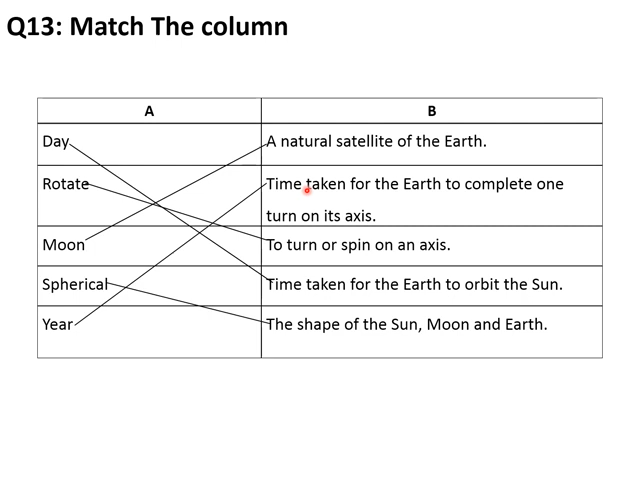 Q13: Match The column
A B
Day A natural satellite of the Earth.
Rotate Time taken for the Earth to complete one
turn on its axis.
Moon To turn or spin on an axis.
Spherical Time taken for the Earth to orbit the Sun.
Year The shape of the Sun, Moon and Earth.